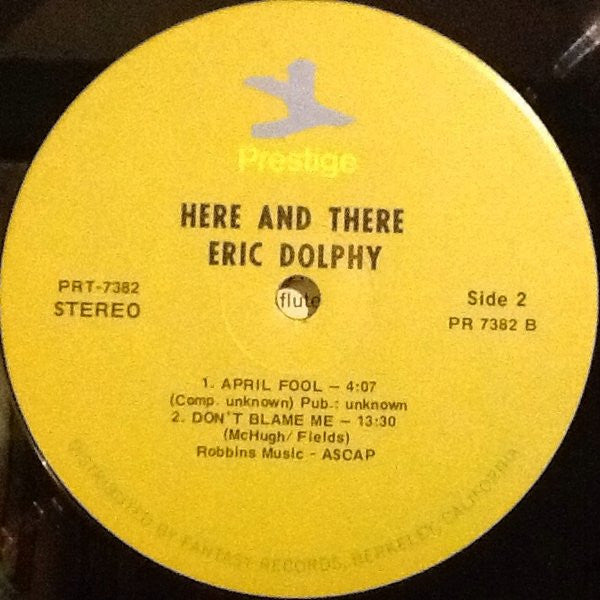 Prestige
HERE AND THERE
ERIC DOLPHY
PRT-7382
STEREO
flute
Side 2
PR 7382 B
1. APRIL FOOL – 4:07
(Comp. unknown) Pub.: unknown
2. DON'T BLAME ME – 13:30
(McHugh/ Fields)
Robbins Music - ASCAP
DISTRIBUTED BY FANTASY RECORDS, BERKELEY, CALIFORNIA